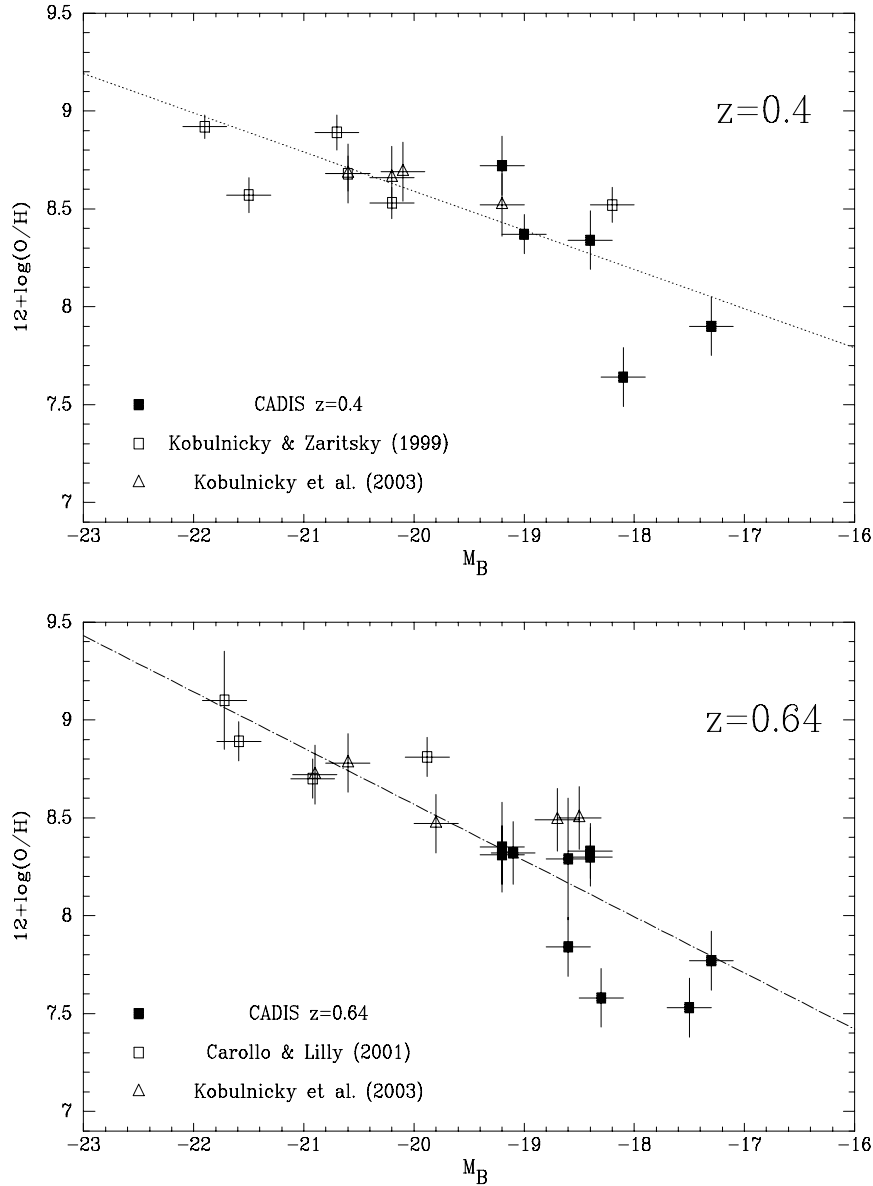 9.5
9
8.5
8
7.5
7
12+log(O/H)
z=0.4
CADIS z=0.4
Kobulnicky & Zaritsky (1999)
Kobulnicky et al. (2003)
-23
-22
-21
-20
-19
-18
-17
-16
M_B
9.5
9
8.5
8
7.5
7
12+log(O/H)
z=0.64
CADIS z=0.64
Carollo & Lilly (2001)
Kobulnicky et al. (2003)
-23
-22
-21
-20
-19
-18
-17
-16
M_B